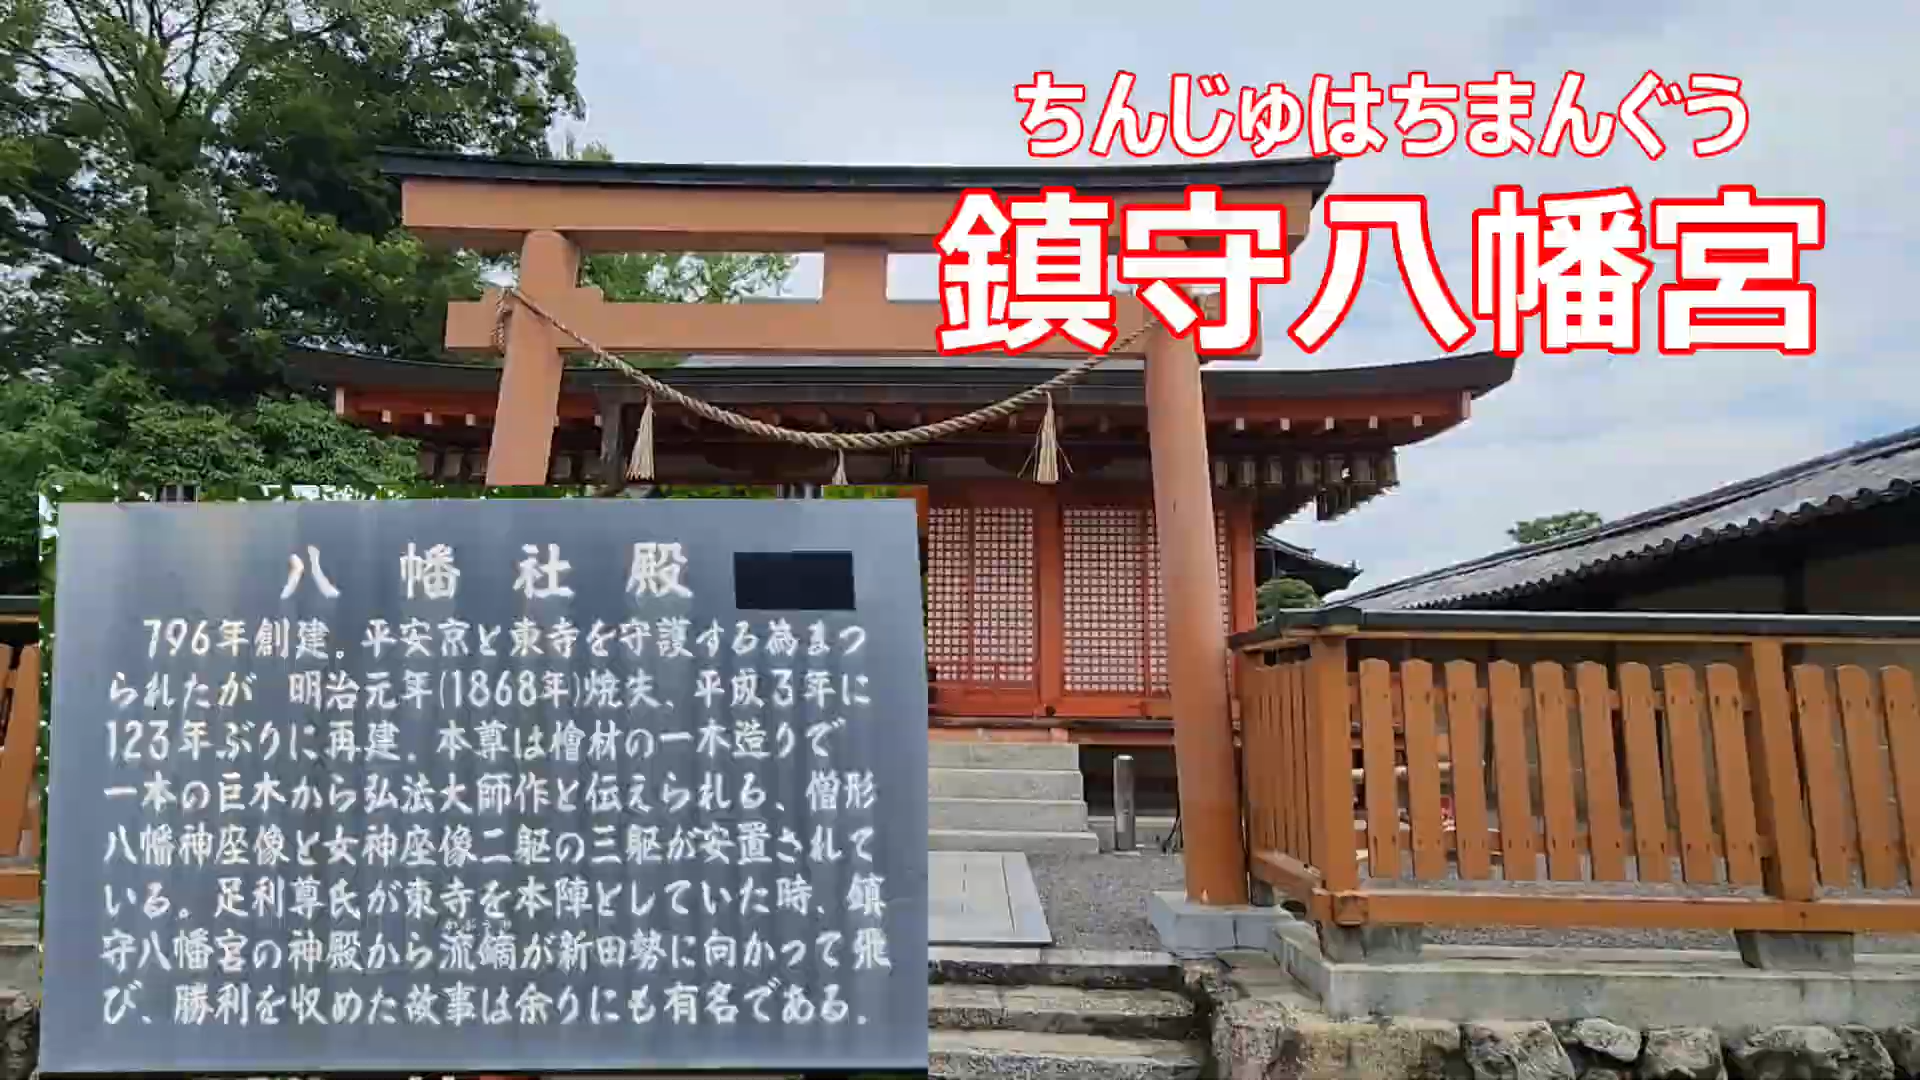 ちんじゅはちまんぐう
鎮守八幡宮
八幡社殿
796年創建。平安京と東寺を守護する為まつ
られたが 明治元年(1868年)焼失、平成3年に
123年ぶりに再建。本尊は檜材の一木造りで
一本の巨木から弘法大師作と伝えられる、僧形
八幡神座像と女神座像二躯の三躯が安置されて
いる。足利尊氏が東寺を本陣としていた時、鎮
守八幡宮の神殿から流鏑が新田勢に向かって飛
び、勝利を収めた故事は余りにも有名である。